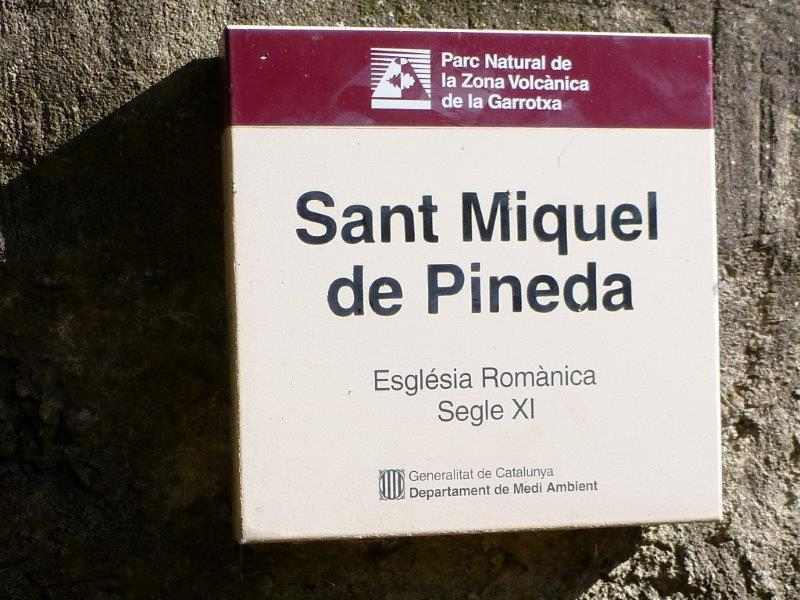 Parc Natural de
la Zona Volcànica
de la Garrotxa
Sant Miquel
de Pineda
Església Romànica
Segle XI
Generalitat de Catalunya
Departament de Medi Ambient